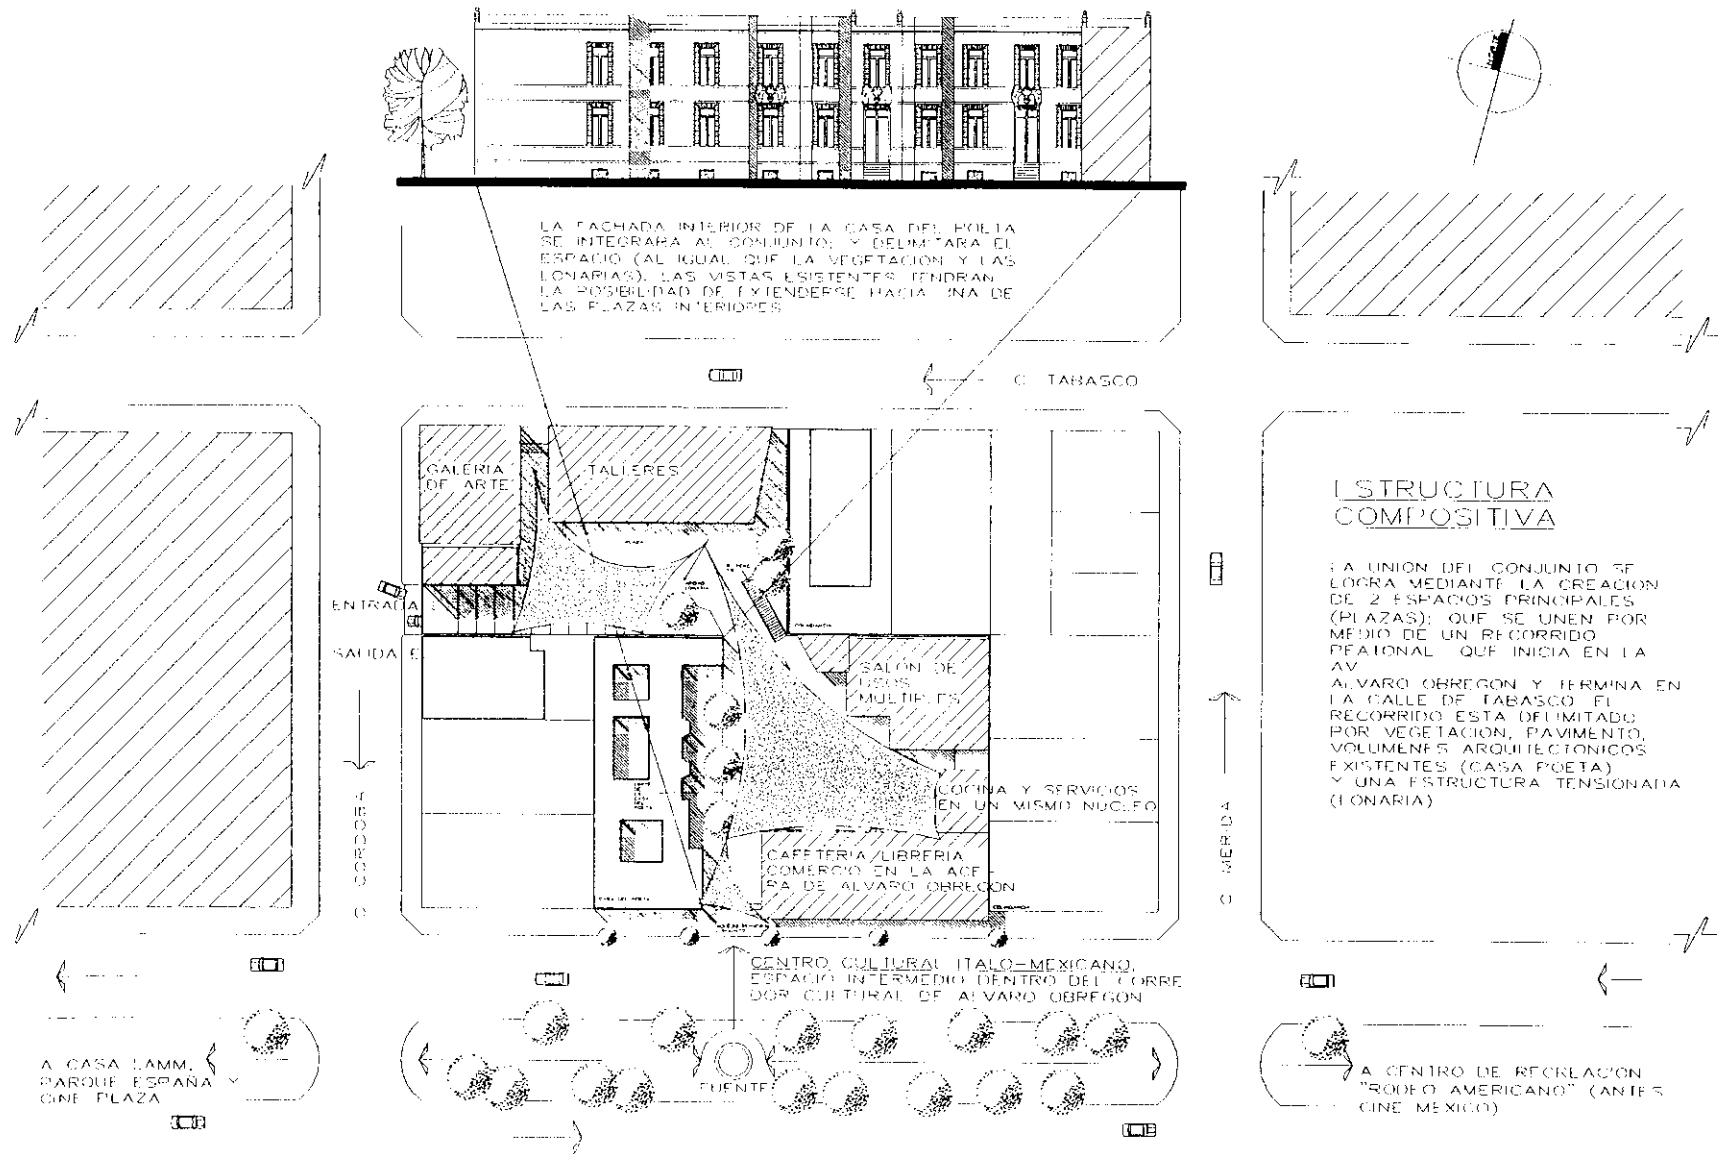 LA FACHADA INTERIOR DE LA CASA DEL POETA
SE INTEGRARA AL CONJUNTO; Y DELIMITARA EL
ESPACIO (AL IGUAL QUE LA VEGETACION Y LAS
LONARIAS). LAS VISTAS ESISTENTES TENDRAN
LA POSIBILIDAD DE EXTENDERSE HACIA UNA DE
LAS PLAZAS INTERIORES
C. TABASCO
GALERIA
DE ARTE
TALLERES
ENTRADA
SALIDA E.
SALON DE
USOS
MULTIPLES
COCINA Y SERVICIOS
EN UN MISMO NUCLEO
CAFETERIA/LIBRERIA
COMERCIO EN LA ACE
RA DE ALVARO OBREGON
C. CORDOBA
C. MERIDA
ESTRUCTURA
COMPOSITIVA
LA UNION DEL CONJUNTO SE
LOGRA MEDIANTE LA CREACION
DE 2 ESPACIOS PRINCIPALES
(PLAZAS); QUE SE UNEN POR
MEDIO DE UN RECORRIDO
PEATONAL QUE INICIA EN LA
AV.
ALVARO OBREGON Y TERMINA EN
LA CALLE DE TABASCO. EL
RECORRIDO ESTA DELIMITADO
POR VEGETACION, PAVIMENTO,
VOLUMENES ARQUITECTONICOS
EXISTENTES (CASA POETA)
Y UNA ESTRUCTURA TENSIONADA
(LONARIA)
CENTRO CULTURAL ITALO-MEXICANO,
ESPACIO INTERMEDIO DENTRO DEL CORRE
DOR CULTURAL DE ALVARO OBREGON
FUENTE
A CASA LAMM,
PARQUE ESPAÑA Y
CINE PLAZA
A CENTRO DE RECREACION
"RODEO AMERICANO" (ANTES
CINE MEXICO)